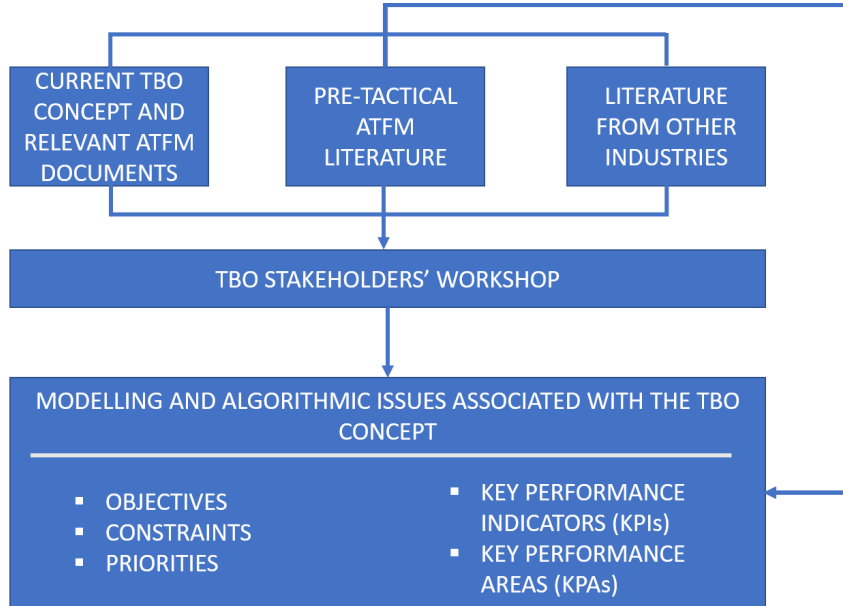 CURRENT TBO
CONCEPT AND
RELEVANT ATFM
DOCUMENTS
PRE-TACTICAL
ATFM
LITERATURE
LITERATURE
FROM OTHER
INDUSTRIES
TBO STAKEHOLDERS’ WORKSHOP
MODELLING AND ALGORITHMIC ISSUES ASSOCIATED WITH THE TBO
CONCEPT
▪ OBJECTIVES
▪ CONSTRAINTS
▪ PRIORITIES
▪ KEY PERFORMANCE
INDICATORS (KPIs)
▪ KEY PERFORMANCE
AREAS (KPAs)